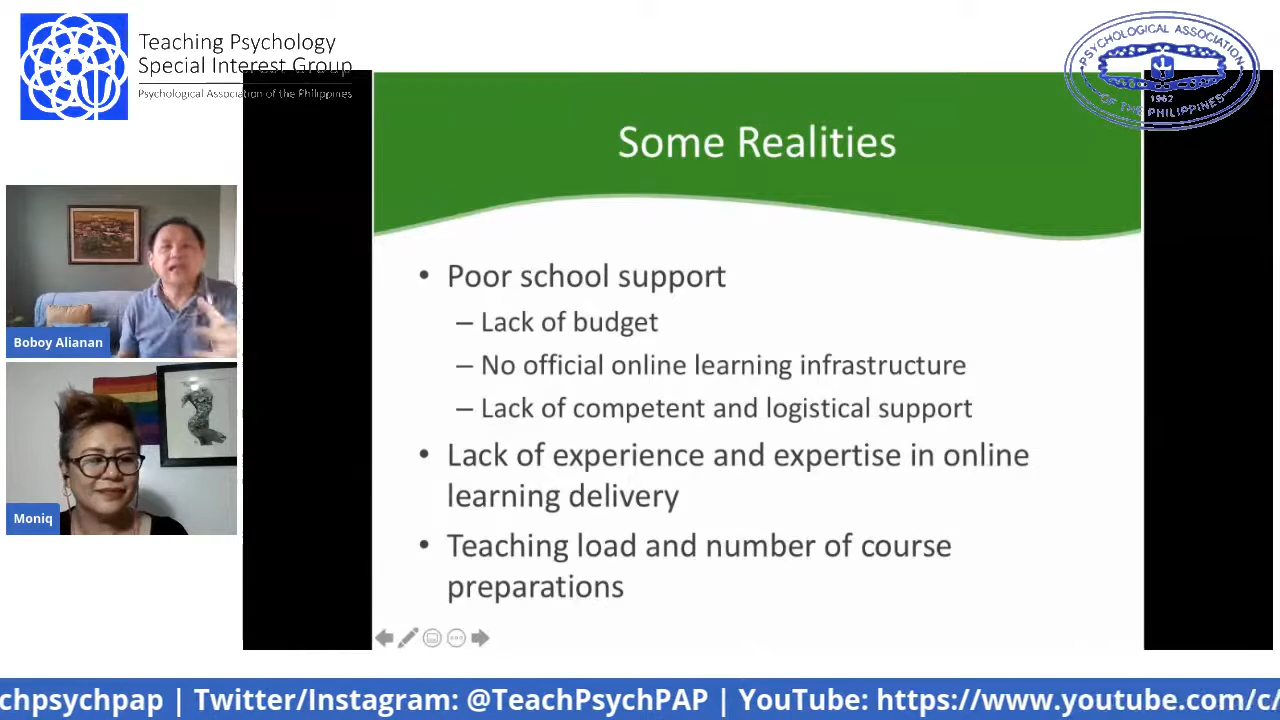 Teaching Psychology
Special Interest Group
Psychological Association of the Philippines
PSYCHOLOGICAL ASSOCIATION
OF THE PHILIPPINES
1962
Some Realities
• Poor school support
– Lack of budget
– No official online learning infrastructure
– Lack of competent and logistical support
• Lack of experience and expertise in online
learning delivery
• Teaching load and number of course
preparations
Boboy Alianan
Moniq
chpsychpap | Twitter/Instagram: @TeachPsychPAP | YouTube: https://www.youtube.com/c/